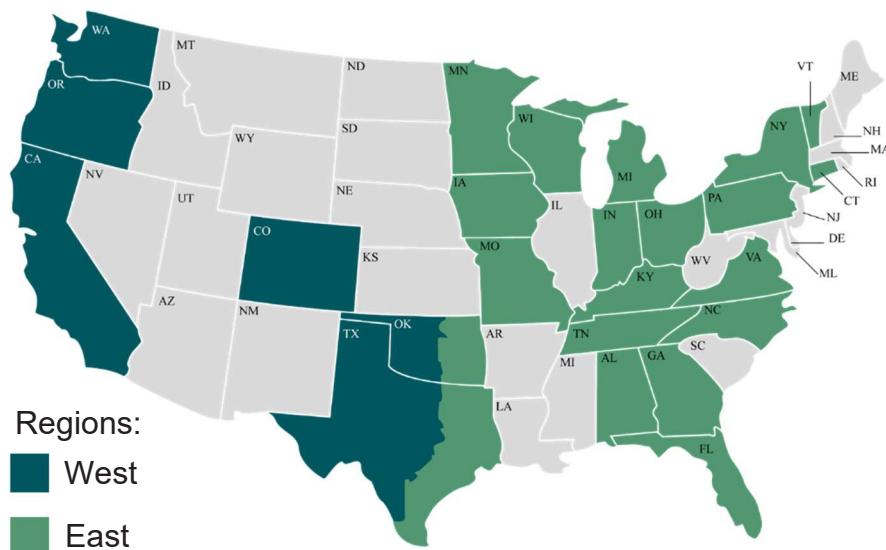 WA
MT
ND
MN
VT
ME
OR
ID
SD
WI
NY
NH
WY
MA
CA
MI
RI
NV
IA
CT
NE
PA
UT
IL
IN
OH
NJ
CO
MO
DE
KS
WV
VA
ML
KY
AZ
NM
NC
OK
TX
AR
TN
SC
MI
AL
GA
LA
FL
Regions:
West
East